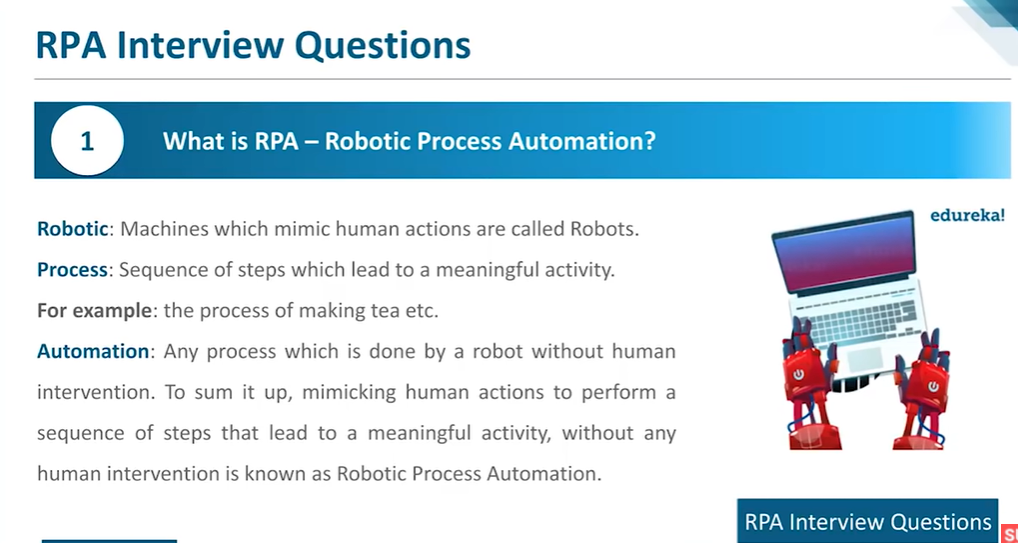 RPA Interview Questions
1
What is RPA – Robotic Process Automation?
edureka!
Robotic: Machines which mimic human actions are called Robots.
Process: Sequence of steps which lead to a meaningful activity.
For example: the process of making tea etc.
Automation: Any process which is done by a robot without human
intervention. To sum it up, mimicking human actions to perform a
sequence of steps that lead to a meaningful activity, without any
human intervention is known as Robotic Process Automation.
RPA Interview Questions